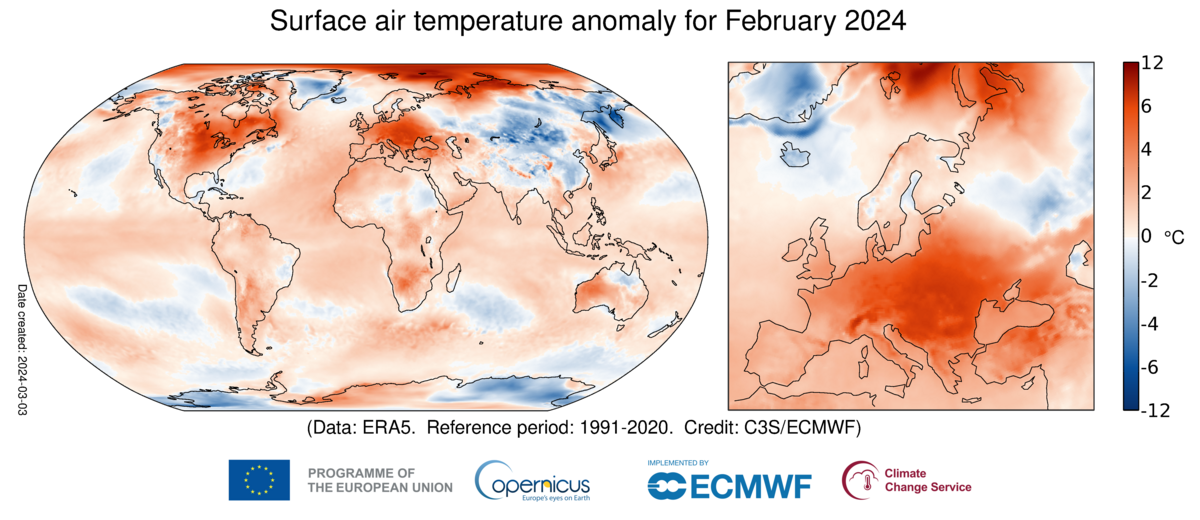 Surface air temperature anomaly for February 2024
12
6
4
2
0
°C
-2
-4
-6
-12
Date created: 2024-03-03
(Data: ERA5.  Reference period: 1991-2020.  Credit: C3S/ECMWF)
PROGRAMME OF
THE EUROPEAN UNION
opernicus
Europe's eyes on Earth
IMPLEMENTED BY
ECMWF
Climate
Change Service